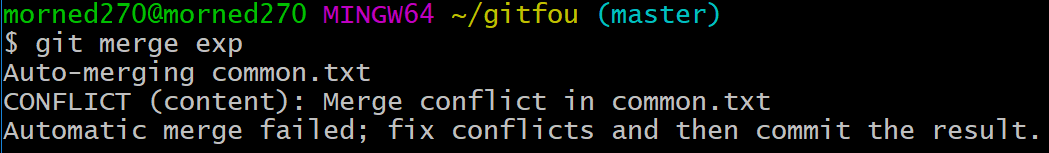 morned270@morned270 MINGW64 ~/gitfou (master)
$ git merge exp
Auto-merging common.txt
CONFLICT (content): Merge conflict in common.txt
Automatic merge failed; fix conflicts and then commit the result.